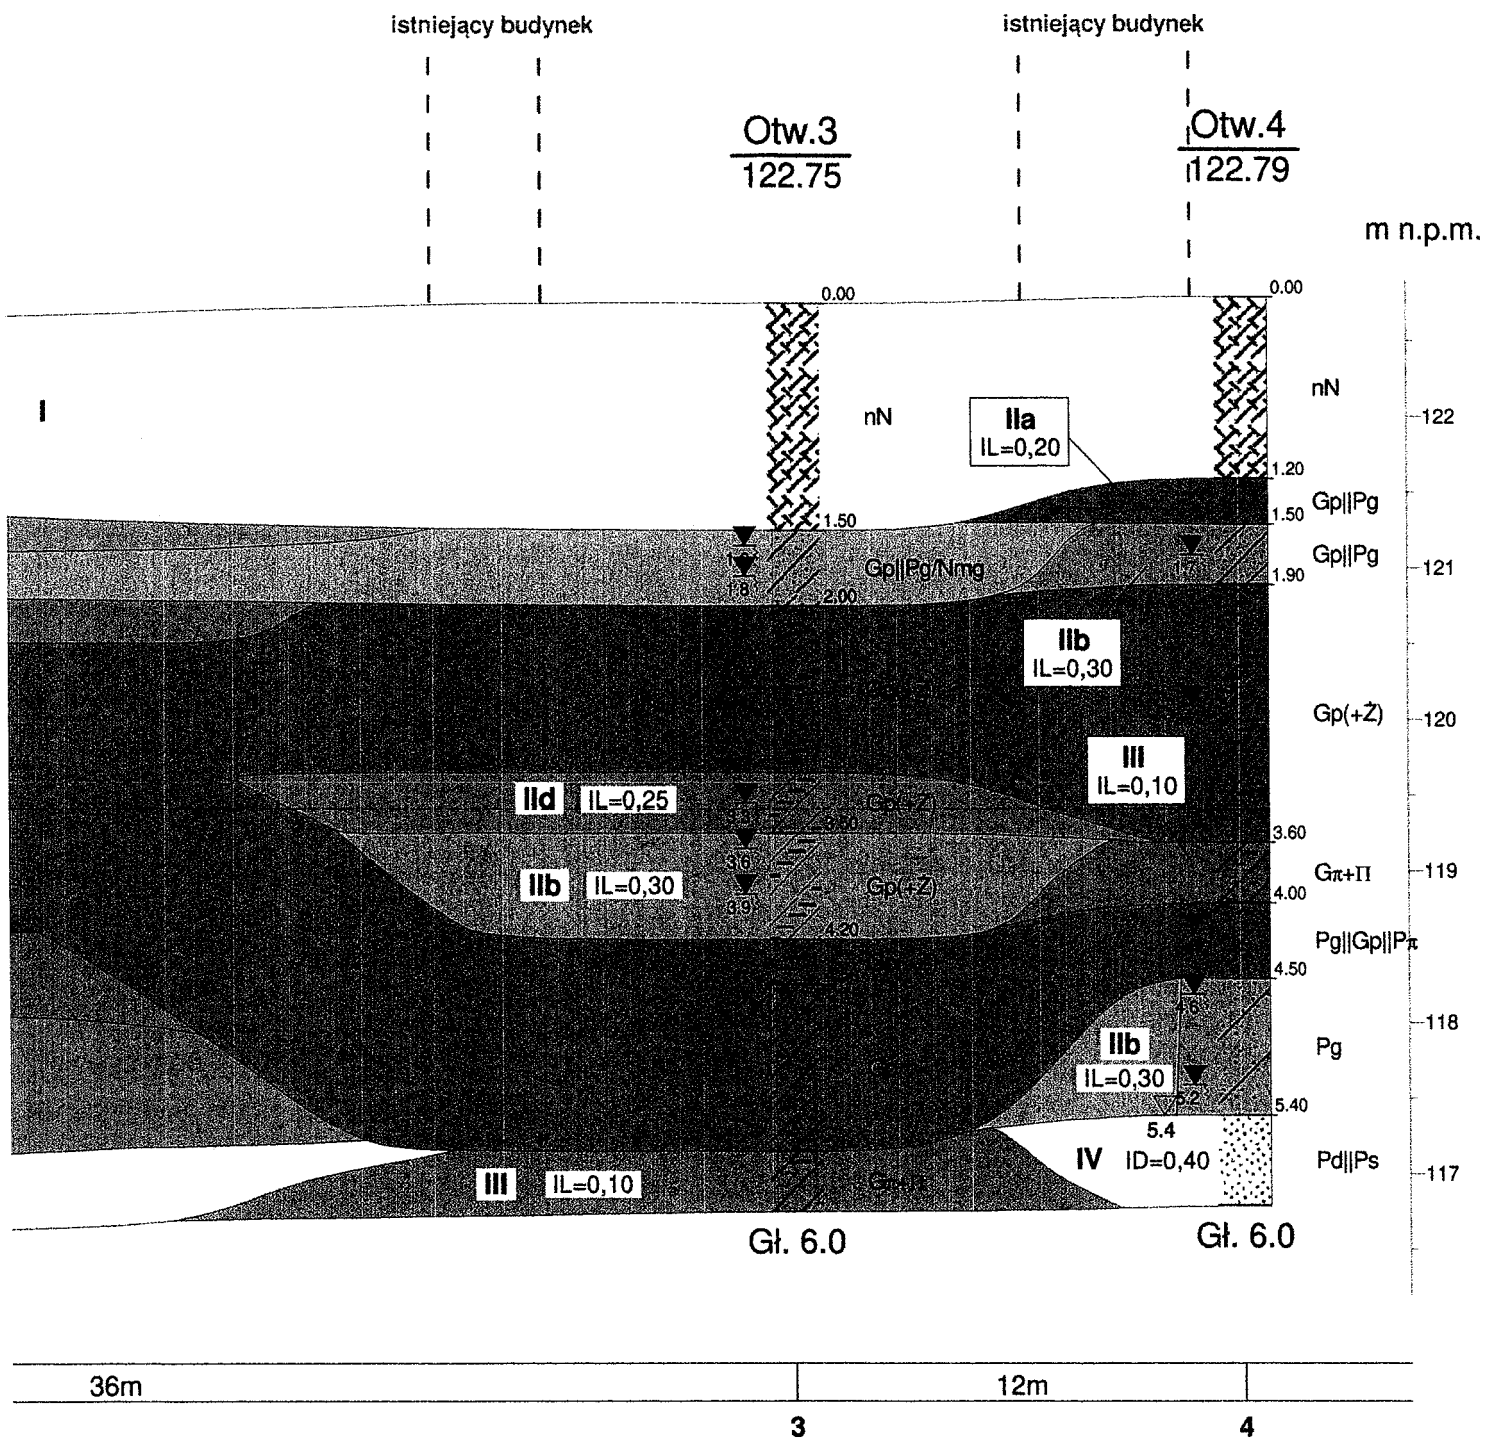 istniejący budynek
istniejący budynek
Otw.3
122.75
Otw.4
122.79
m n.p.m.
0.00
0.00
I
nN
nN
IIa
IL=0,20
122
1.20
1.50
Gp||Pg
1.50
Gp||Pg/Nmg
1.8
2.00
1.7
Gp||Pg
121
1.90
IIb
IL=0,30
Gp(+Ż)
120
III
IL=0,10
IId
IL=0,25
Gp(+Ż)
3.60
IIb
IL=0,30
3.6
3.9
Gp(+Ż)
4.20
Gπ+Π
119
4.00
Pg||Gp||Pπ
4.50
4.6
118
IIb
IL=0,30
Pg
5.2
5.40
5.4
IV
ID=0,40
Pd||Ps
117
III
IL=0,10
Gπ+Π
Gł. 6.0
Gł. 6.0
36m
12m
3
4